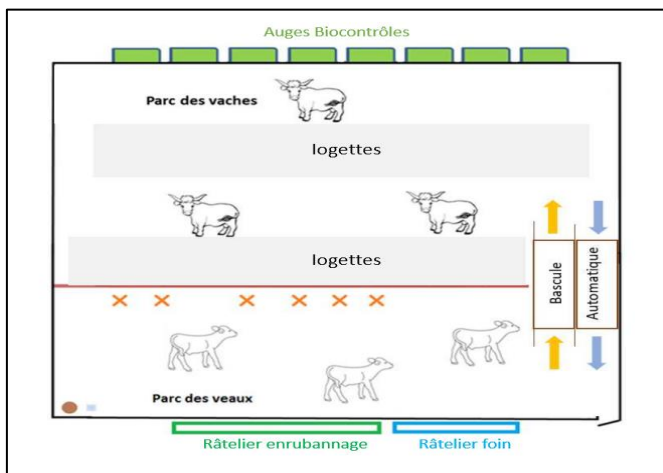 Auges Biocontrôles
Parc des vaches
logettes
logettes
Bascule
Automatique
Parc des veaux
Râtelier enrubannage
Râtelier foin